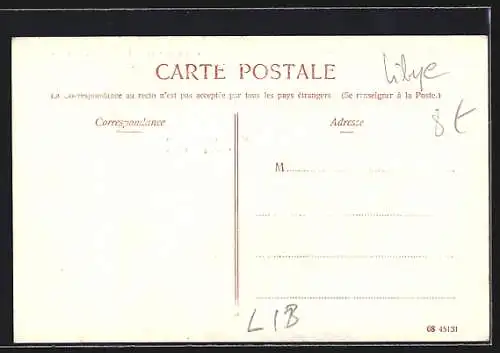 CARTE POSTALE
Libye
La Correspondance au recto n'est pas acceptée par tous les pays étrangers (Se renseigner à la Poste.)
8 €
Correspondance
Adresse
M
LIB
08 45131